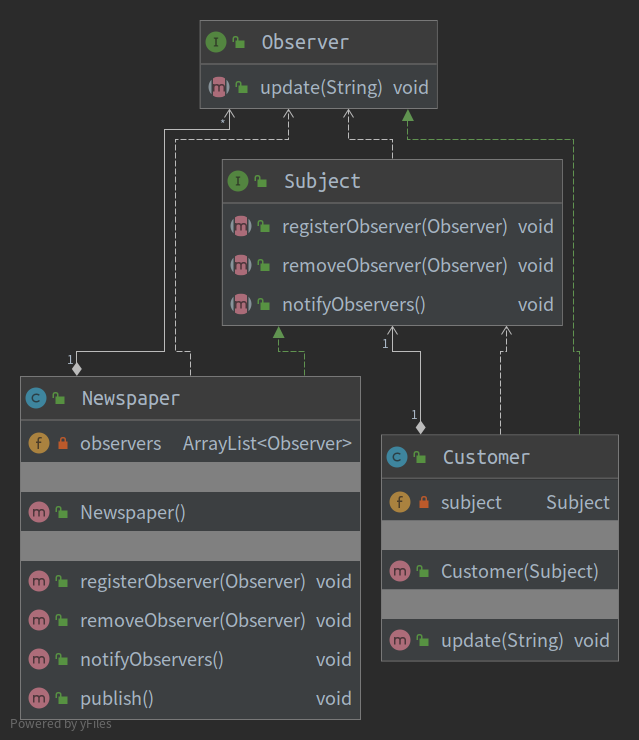 I Observer
m update(String) void
*
I Subject
m registerObserver(Observer) void
m removeObserver(Observer) void
m notifyObservers() void
1
1
1
C Newspaper
f observers ArrayList<Observer>
m Newspaper()
m registerObserver(Observer) void
m removeObserver(Observer) void
m notifyObservers() void
m publish() void
C Customer
f subject Subject
m Customer(Subject)
m update(String) void
Powered by yFiles